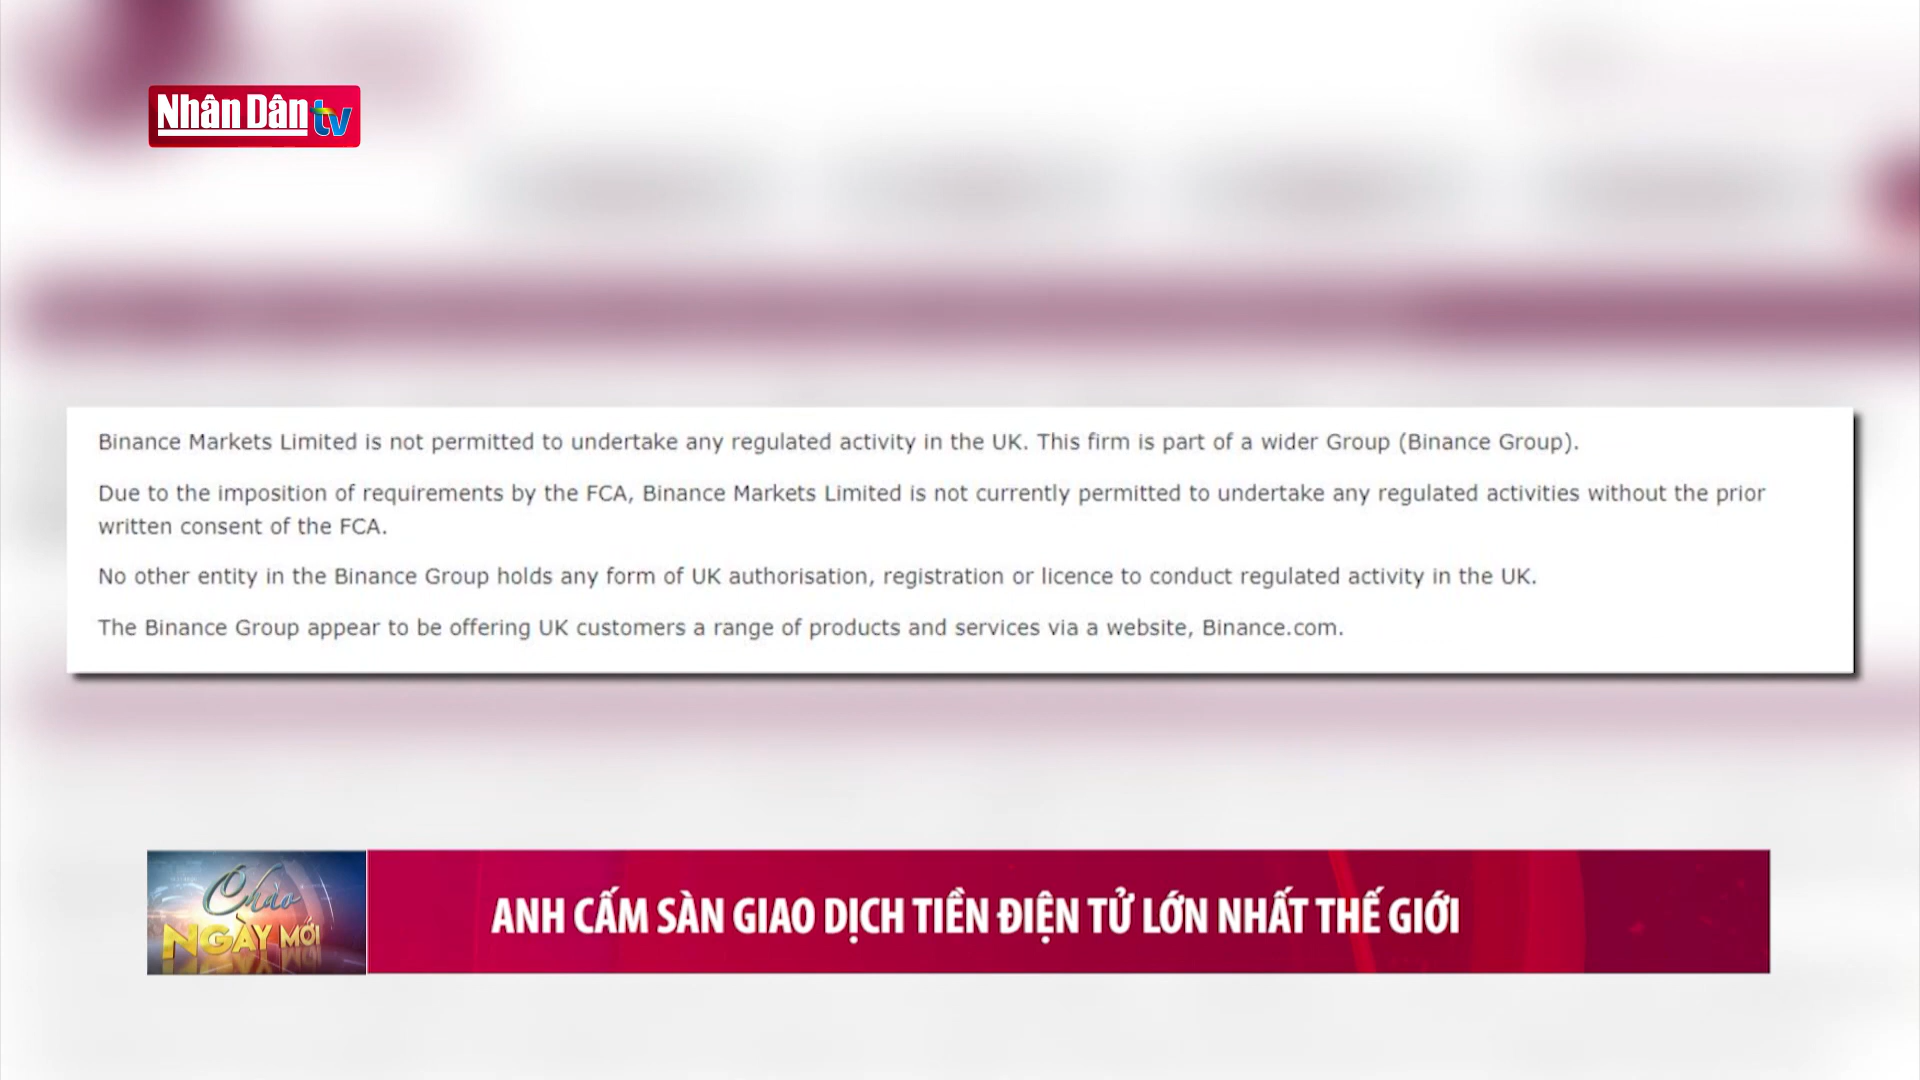 Nhân Dân tv
Binance Markets Limited is not permitted to undertake any regulated activity in the UK. This firm is part of a wider Group (Binance Group).
Due to the imposition of requirements by the FCA, Binance Markets Limited is not currently permitted to undertake any regulated activities without the prior
written consent of the FCA.
No other entity in the Binance Group holds any form of UK authorisation, registration or licence to conduct regulated activity in the UK.
The Binance Group appear to be offering UK customers a range of products and services via a website, Binance.com.
Chào
NGÀY MỚI
ANH CẤM SÀN GIAO DỊCH TIỀN ĐIỆN TỬ LỚN NHẤT THẾ GIỚI